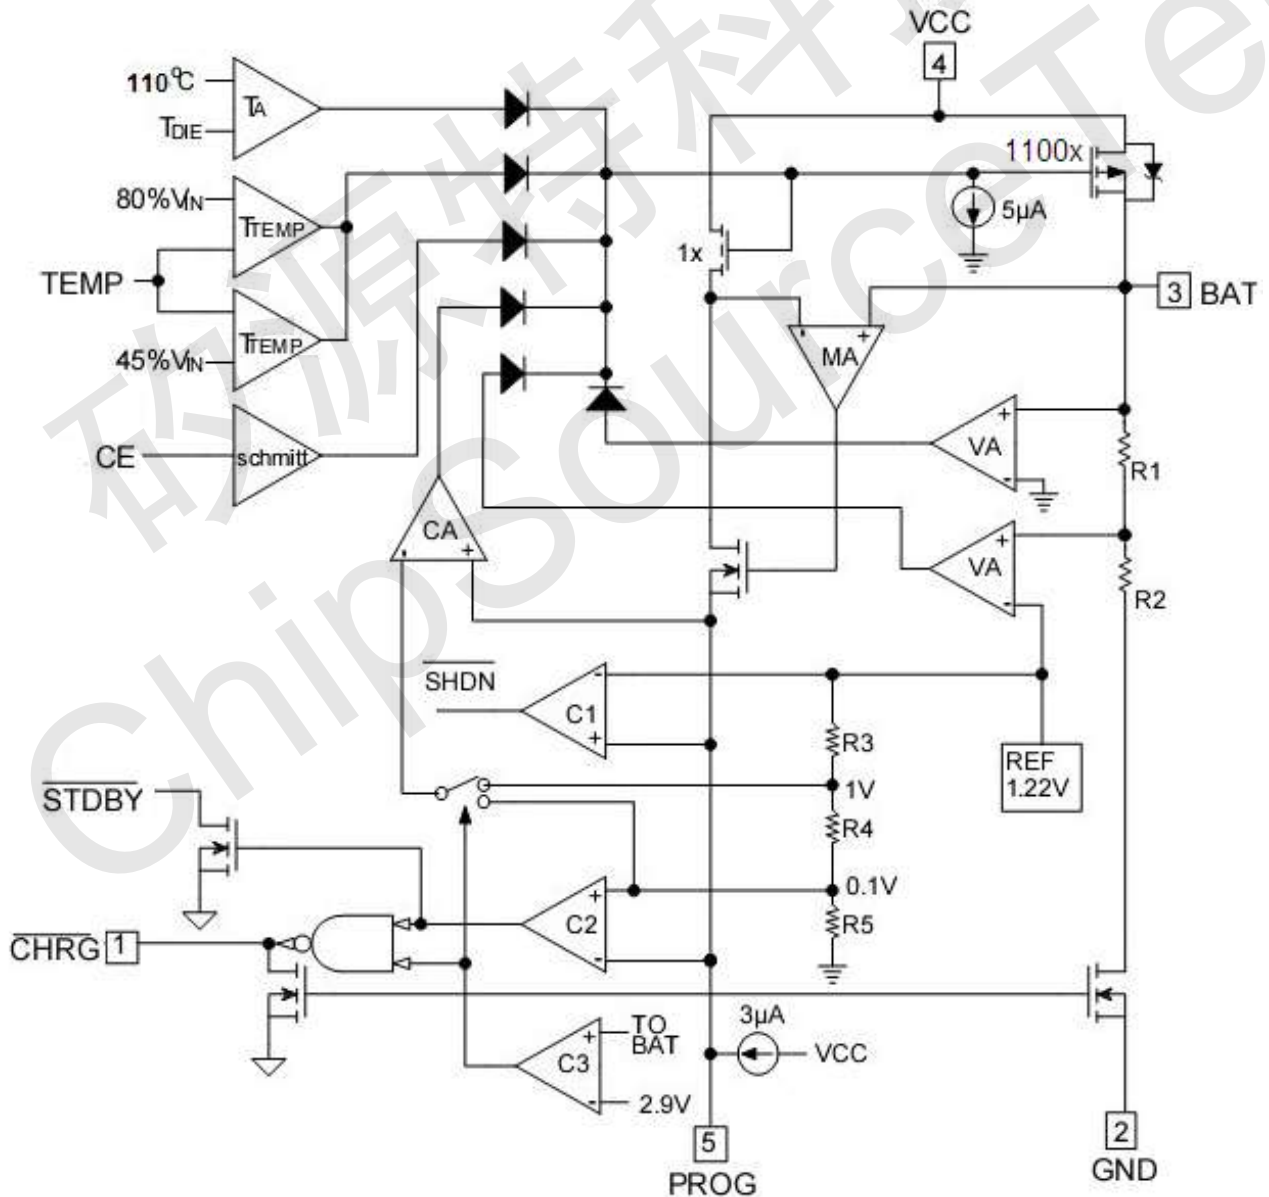 VCC
4
110°C
TA
TDIE
1100x
80%VIN
TTEMP
5µA
1x
TEMP
3 BAT
45%VIN
TTEMP
MA
CE
schmitt
VA
R1
CA
VA
R2
SHDN
C1
R3
REF
1.22V
STDBY
1V
R4
0.1V
C2
R5
CHRG 1
3µA
TO
BAT
VCC
C3
2.9V
5
PROG
2
GND
矽源特科
ChipSourceTe